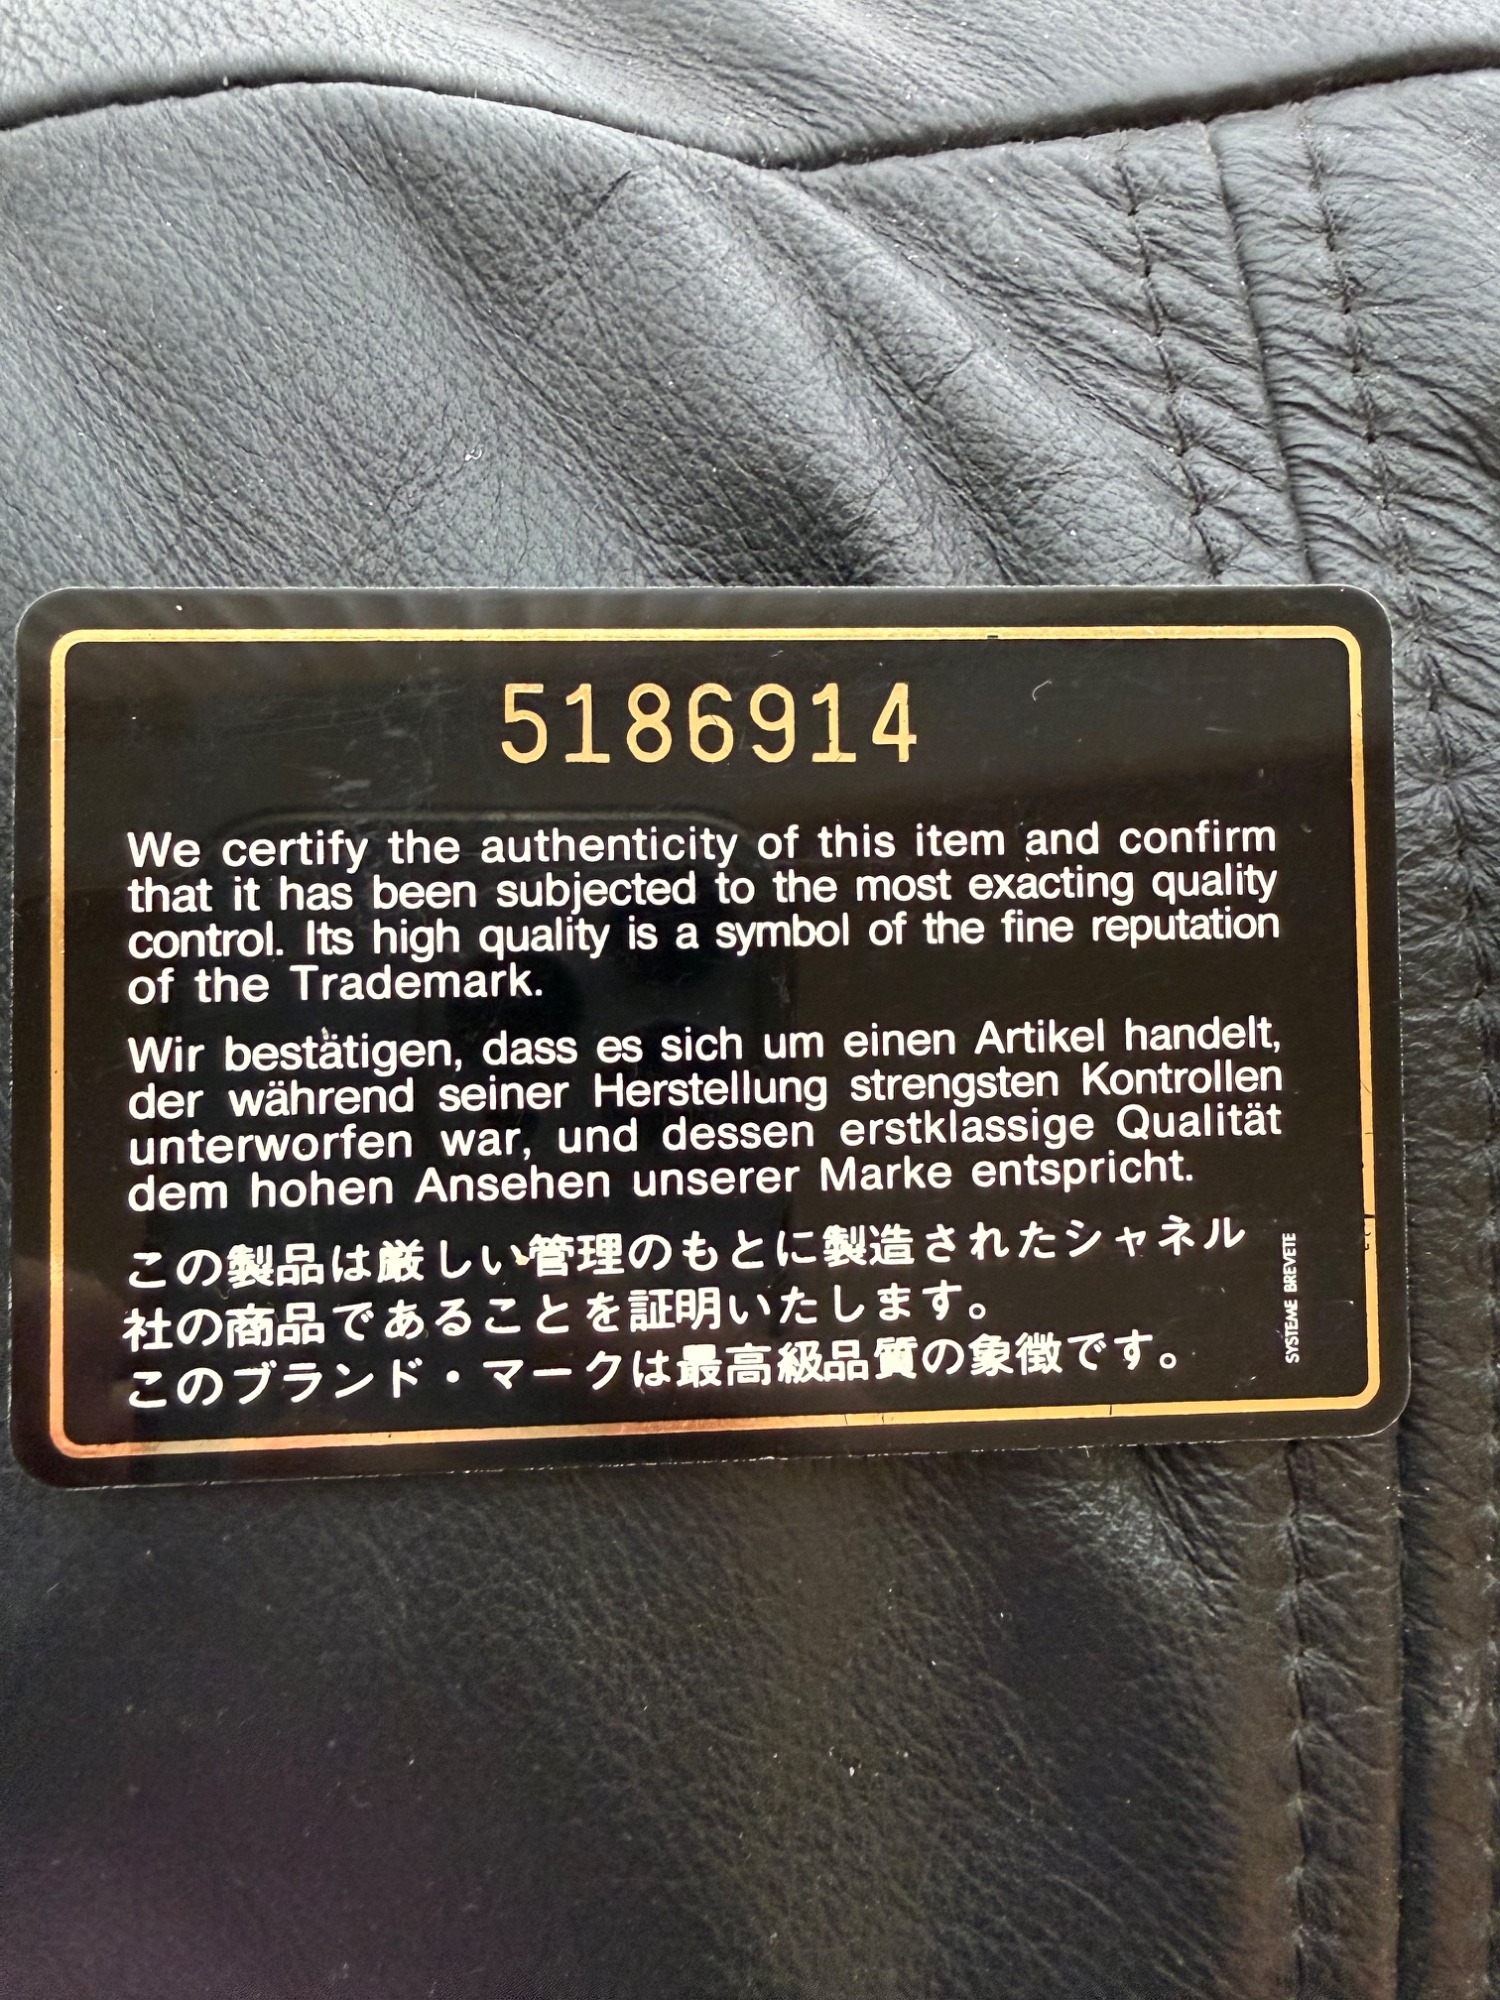 5186914
We certify the authenticity of this item and confirm
that it has been subjected to the most exacting quality
control. Its high quality is a symbol of the fine reputation
of the Trademark.
Wir bestätigen, dass es sich um einen Artikel handelt,
der während seiner Herstellung strengsten Kontrollen
unterworfen war, und dessen erstklassige Qualität
dem hohen Ansehen unserer Marke entspricht.
この製品は厳しい管理のもとに製造されたシャネル
社の商品であることを証明いたします。
このブランド・マークは最高級品質の象徴です。
SYSTEME BREVETE